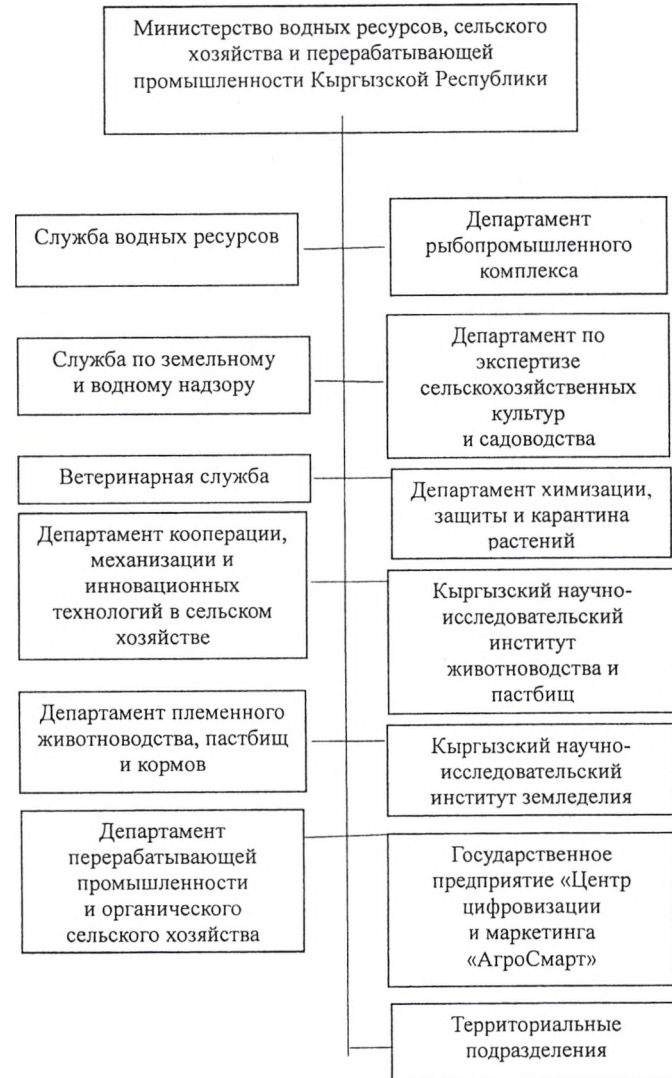 Министерство водных ресурсов, сельского
хозяйства и перерабатывающей
промышленности Кыргызской Республики
Служба водных ресурсов
Департамент
рыбопромышленного
комплекса
Служба по земельному
и водному надзору
Департамент по
экспертизе
сельскохозяйственных
культур
и садоводства
Ветеринарная служба
Департамент химизации,
защиты и карантина
растений
Департамент кооперации,
механизации и
инновационных
технологий в сельском
хозяйстве
Кыргызский научно-
исследовательский
институт
животноводства и
пастбищ
Департамент племенного
животноводства, пастбищ
и кормов
Кыргызский научно-
исследовательский
институт земледелия
Департамент
перерабатывающей
промышленности
и органического
сельского хозяйства
Государственное
предприятие «Центр
цифровизации
и маркетинга
«АгроСмарт»
Территориальные
подразделения